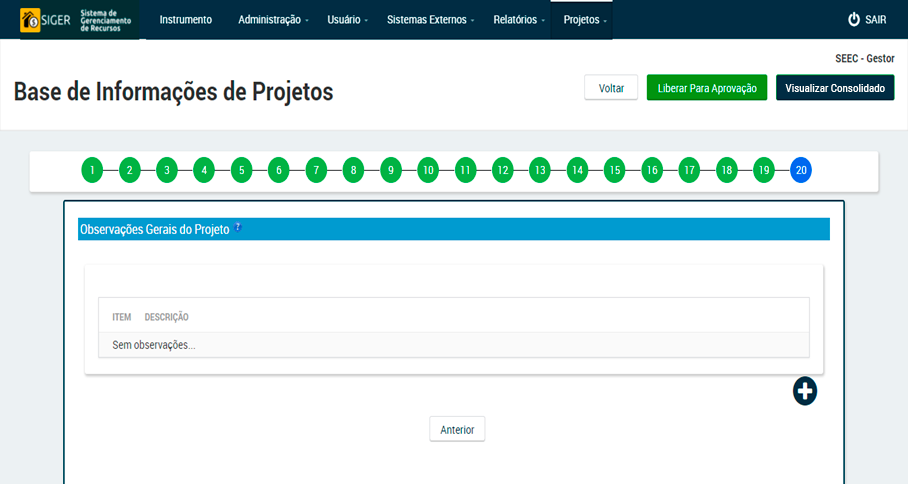 SIGER
Sistema de
Gerenciamento
de Recursos
Instrumento Administração Usuário Sistemas Externos Relatórios Projetos SAIR
SEEC - Gestor
Base de Informações de Projetos
Voltar Liberar Para Aprovação Visualizar Consolidado
1 2 3 4 5 6 7 8 9 10 11 12 13 14 15 16 17 18 19 20
Observações Gerais do Projeto ?
ITEM DESCRIÇÃO
Sem observações...
Anterior